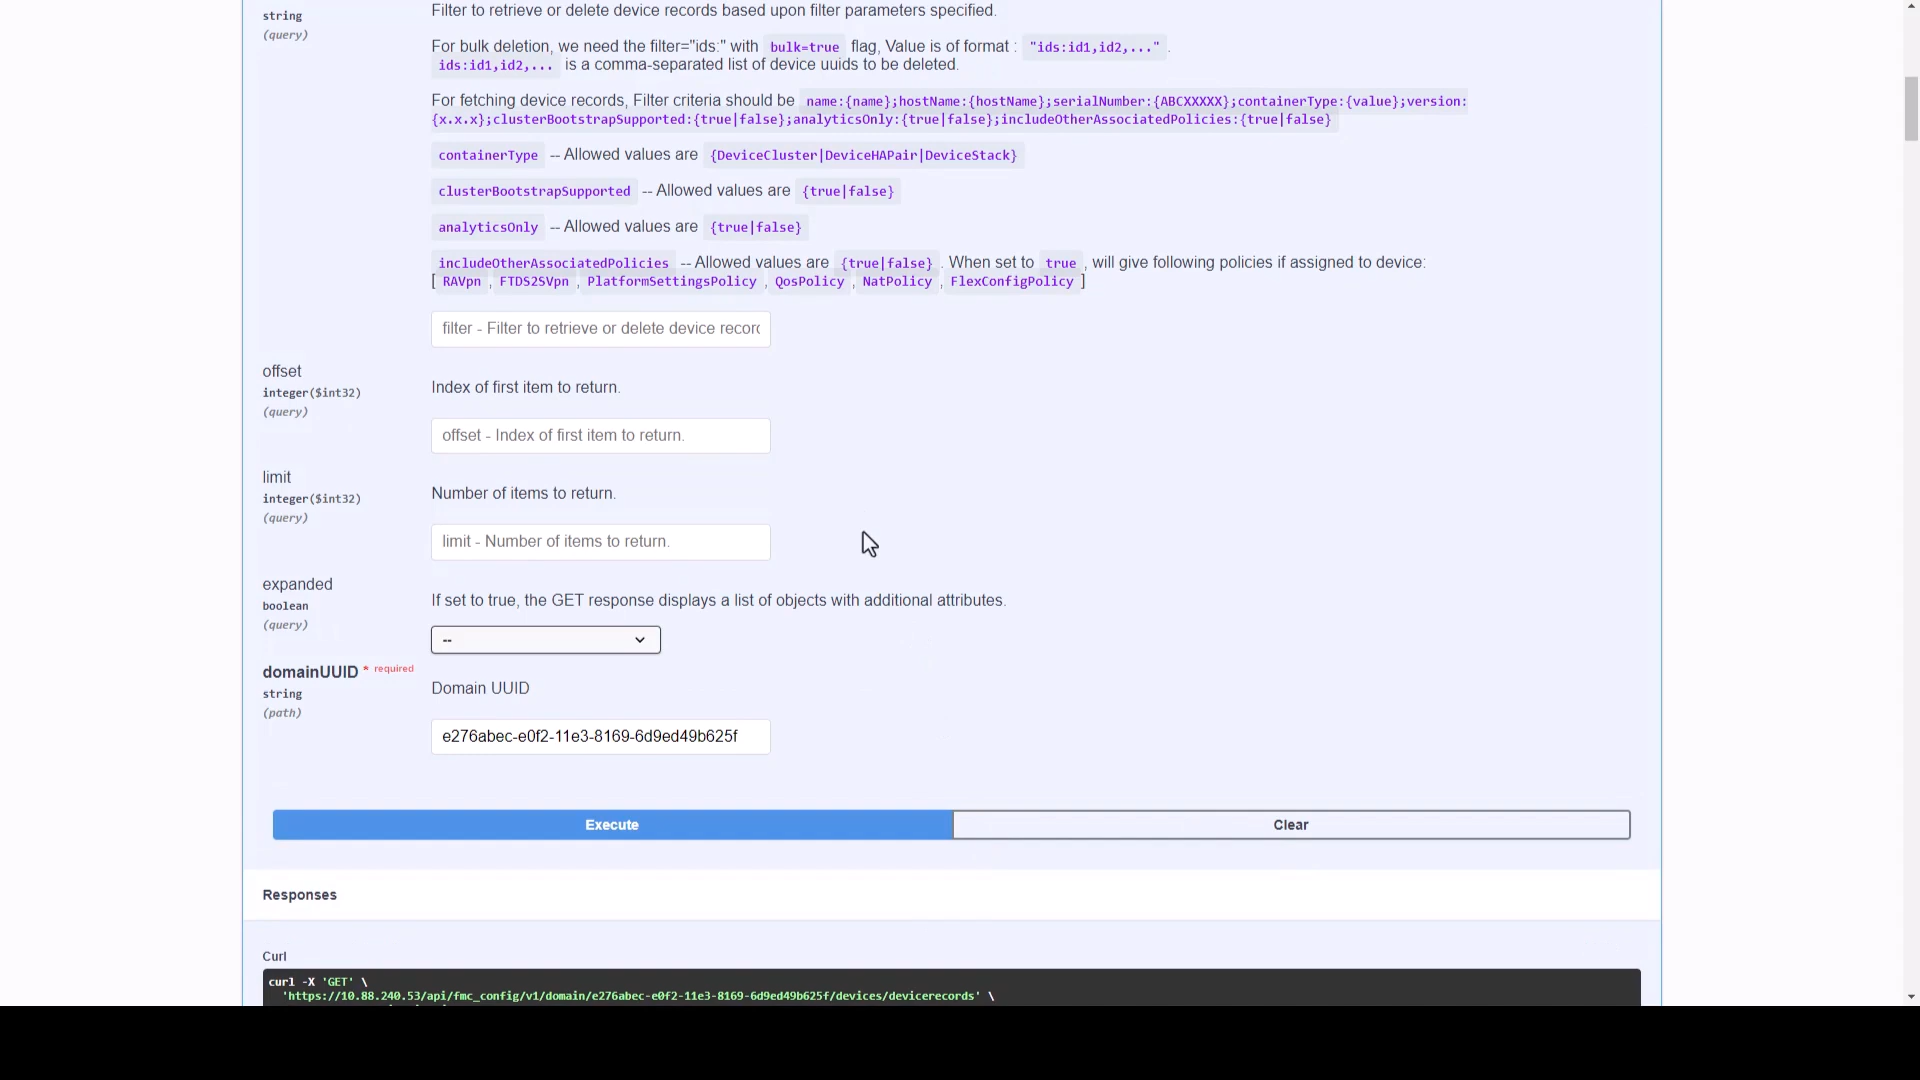 string
Filter to retrieve or delete device records based upon filter parameters specified.
(query)
For bulk deletion, we need the filter="ids:" with bulk=true flag, Value is of format : "ids:id1,id2,..." .
ids:id1,id2,... is a comma-separated list of device uuids to be deleted.
For fetching device records, Filter criteria should be name:{name};hostName:{hostName};serialNumber:{ABCXXXXX};containerType:{value};version:
{x.x.x};clusterBootstrapSupported:{true|false};analyticsOnly:{true|false};includeOtherAssociatedPolicies:{true|false}
containerType -- Allowed values are {DeviceCluster|DeviceHAPair|DeviceStack}
clusterBootstrapSupported -- Allowed values are {true|false}
analyticsOnly -- Allowed values are {true|false}
includeOtherAssociatedPolicies -- Allowed values are {true|false} . When set to true , will give following policies if assigned to device:
[ RAVpn , FTDS2SVpn , PlatformSettingsPolicy , QosPolicy , NatPolicy , FlexConfigPolicy ]
filter - Filter to retrieve or delete device recorc
offset
integer($int32)
(query)
Index of first item to return.
offset - Index of first item to return.
limit
integer($int32)
(query)
Number of items to return.
limit - Number of items to return.
expanded
boolean
(query)
If set to true, the GET response displays a list of objects with additional attributes.
--
domainUUID * required
string
(path)
Domain UUID
e276abec-e0f2-11e3-8169-6d9ed49b625f
Execute
Clear
Responses
Curl
curl -X 'GET' \
'https://10.88.240.53/api/fmc_config/v1/domain/e276abec-e0f2-11e3-8169-6d9ed49b625f/devices/devicerecords' \